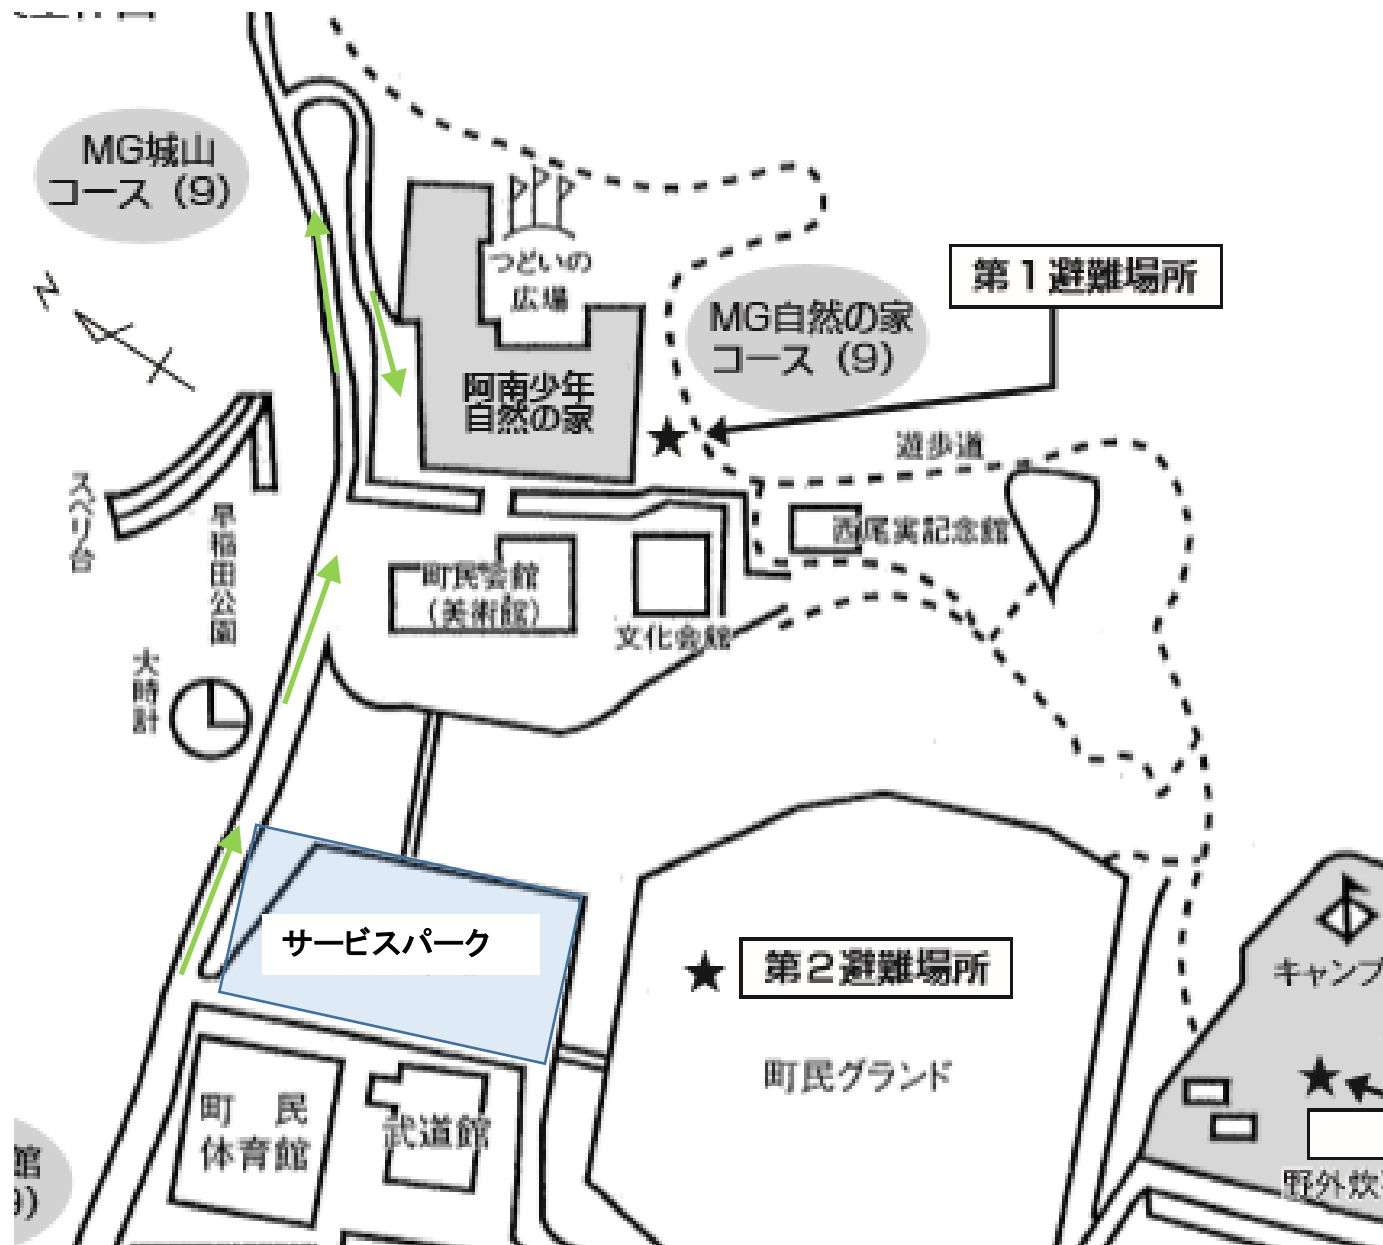 MG城山
コース（9）
つどいの
広場
第１避難場所
MG自然の家
コース（9）
N
阿南少年
自然の家
遊歩道
スベリ台
早稲田公園
西尾実記念館
町民会館
（美術館）
文化会館
大時計
サービスパーク
第２避難場所
キャンプ
町民グランド
町　民
体育館
武道館
館
9）
野外炊